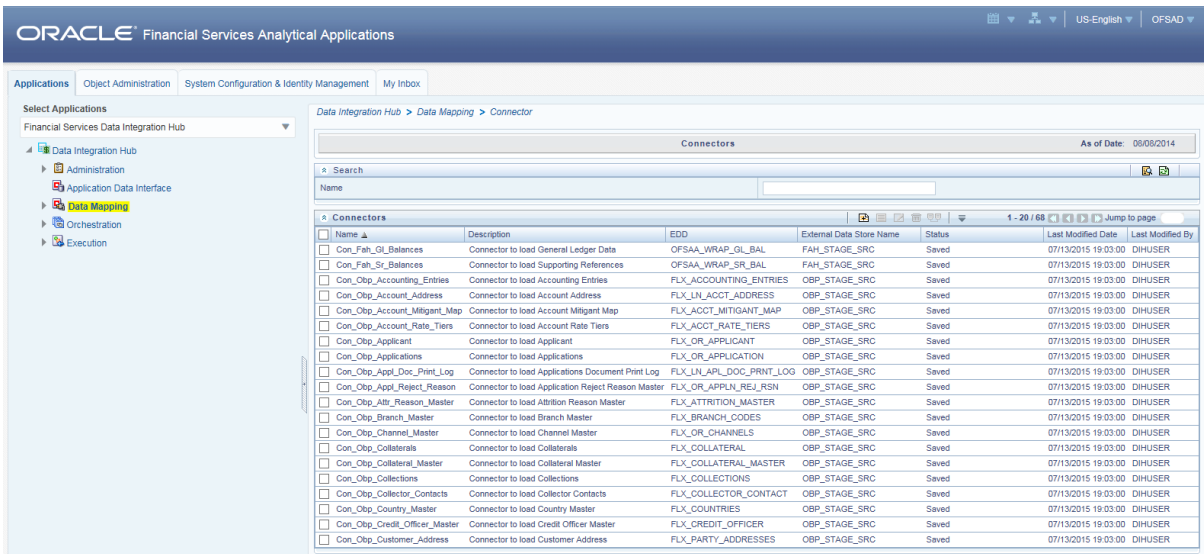 US-English OFSAD
ORACLE® Financial Services Analytical Applications
Applications Object Administration System Configuration & Identity Management My Inbox
Select Applications
Financial Services Data Integration Hub
Data Integration Hub
Administration
Application Data Interface
Data Mapping
Orchestration
Execution
Data Integration Hub > Data Mapping > Connector
Connectors As of Date: 08/08/2014
Search
Name
Connectors 1 - 20 / 68 Jump to page
Name Description EDD External Data Store Name Status Last Modified Date Last Modified By
Con_Fah_Gl_Balances Connector to load General Ledger Data OFSAA_WRAP_GL_BAL FAH_STAGE_SRC Saved 07/13/2015 19:03:00 DIHUSER
Con_Fah_Sr_Balances Connector to load Supporting References OFSAA_WRAP_SR_BAL FAH_STAGE_SRC Saved 07/13/2015 19:03:00 DIHUSER
Con_Obp_Accounting_Entries Connector to load Accounting Entries FLX_ACCOUNTING_ENTRIES OBP_STAGE_SRC Saved 07/13/2015 19:03:00 DIHUSER
Con_Obp_Account_Address Connector to load Account Address FLX_LN_ACCT_ADDRESS OBP_STAGE_SRC Saved 07/13/2015 19:03:00 DIHUSER
Con_Obp_Account_Mitigant_Map Connector to load Account Mitigant Map FLX_ACCT_MITIGANT_MAP OBP_STAGE_SRC Saved 07/13/2015 19:03:00 DIHUSER
Con_Obp_Account_Rate_Tiers Connector to load Account Rate Tiers FLX_ACCT_RATE_TIERS OBP_STAGE_SRC Saved 07/13/2015 19:03:00 DIHUSER
Con_Obp_Applicant Connector to load Applicant FLX_OR_APPLICANT OBP_STAGE_SRC Saved 07/13/2015 19:03:00 DIHUSER
Con_Obp_Applications Connector to load Applications FLX_OR_APPLICATION OBP_STAGE_SRC Saved 07/13/2015 19:03:00 DIHUSER
Con_Obp_Appl_Doc_Print_Log Connector to load Applications Document Print Log FLX_LN_APL_DOC_PRNT_LOG OBP_STAGE_SRC Saved 07/13/2015 19:03:00 DIHUSER
Con_Obp_Appl_Reject_Reason Connector to load Application Reject Reason Master FLX_OR_APPLN_REJ_RSN OBP_STAGE_SRC Saved 07/13/2015 19:03:00 DIHUSER
Con_Obp_Attr_Reason_Master Connector to load Attrition Reason Master FLX_ATTRITION_MASTER OBP_STAGE_SRC Saved 07/13/2015 19:03:00 DIHUSER
Con_Obp_Branch_Master Connector to load Branch Master FLX_BRANCH_CODES OBP_STAGE_SRC Saved 07/13/2015 19:03:00 DIHUSER
Con_Obp_Channel_Master Connector to load Channel Master FLX_OR_CHANNELS OBP_STAGE_SRC Saved 07/13/2015 19:03:00 DIHUSER
Con_Obp_Collaterals Connector to load Collaterals FLX_COLLATERAL OBP_STAGE_SRC Saved 07/13/2015 19:03:00 DIHUSER
Con_Obp_Collateral_Master Connector to load Collateral Master FLX_COLLATERAL_MASTER OBP_STAGE_SRC Saved 07/13/2015 19:03:00 DIHUSER
Con_Obp_Collections Connector to load Collections FLX_COLLECTIONS OBP_STAGE_SRC Saved 07/13/2015 19:03:00 DIHUSER
Con_Obp_Collector_Contacts Connector to load Collector Contacts FLX_COLLECTOR_CONTACT OBP_STAGE_SRC Saved 07/13/2015 19:03:00 DIHUSER
Con_Obp_Country_Master Connector to load Country Master FLX_COUNTRIES OBP_STAGE_SRC Saved 07/13/2015 19:03:00 DIHUSER
Con_Obp_Credit_Officer_Master Connector to load Credit Officer Master FLX_CREDIT_OFFICER OBP_STAGE_SRC Saved 07/13/2015 19:03:00 DIHUSER
Con_Obp_Customer_Address Connector to load Customer Address FLX_PARTY_ADDRESSES OBP_STAGE_SRC Saved 07/13/2015 19:03:00 DIHUSER